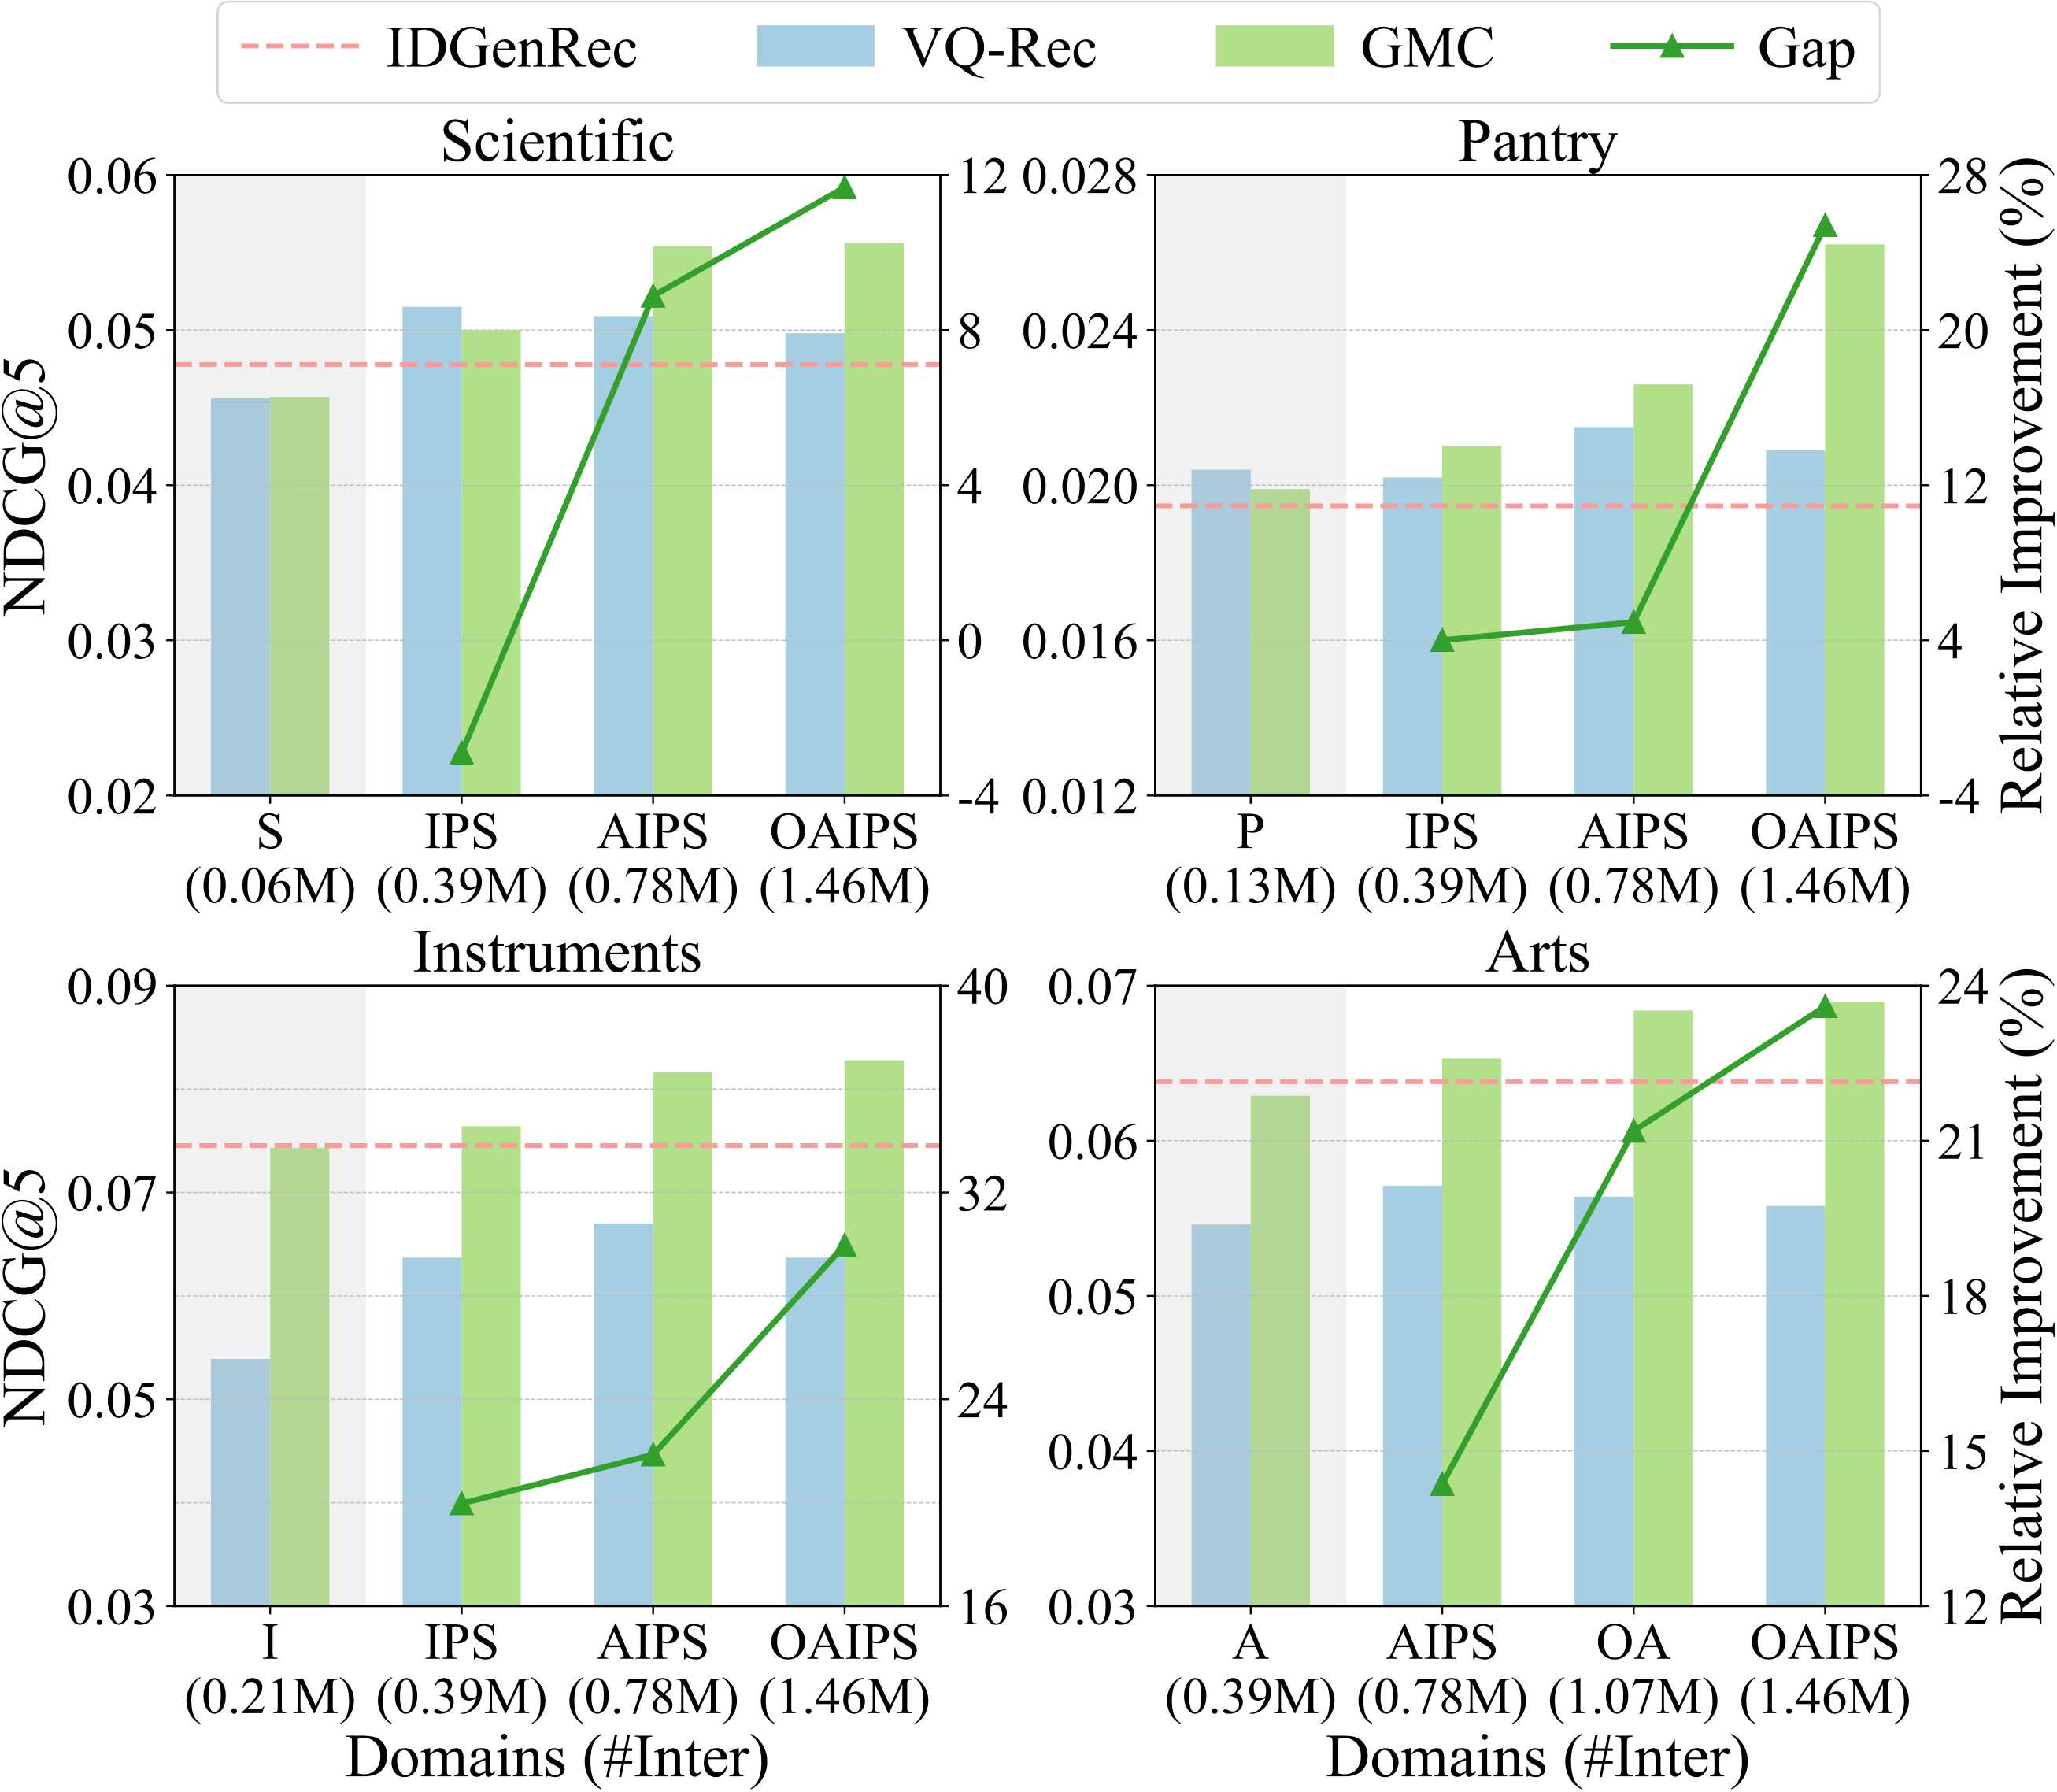 IDGenRec VQ-Rec GMC Gap
Scientific
0.06
0.05
0.04
0.03
0.02
NDCG@5
12
8
4
0
-4
S IPS AIPS OAIPS
(0.06M) (0.39M) (0.78M) (1.46M)
Pantry
0.028
0.024
0.020
0.016
0.012
28
20
12
4
-4
Relative Improvement (%)
P IPS AIPS OAIPS
(0.13M) (0.39M) (0.78M) (1.46M)
Instruments
0.09
0.07
0.05
0.03
NDCG@5
40
32
24
16
I IPS AIPS OAIPS
(0.21M) (0.39M) (0.78M) (1.46M)
Domains (#Inter)
Arts
0.07
0.06
0.05
0.04
0.03
24
21
18
15
12
Relative Improvement (%)
A AIPS OA OAIPS
(0.39M) (0.78M) (1.07M) (1.46M)
Domains (#Inter)